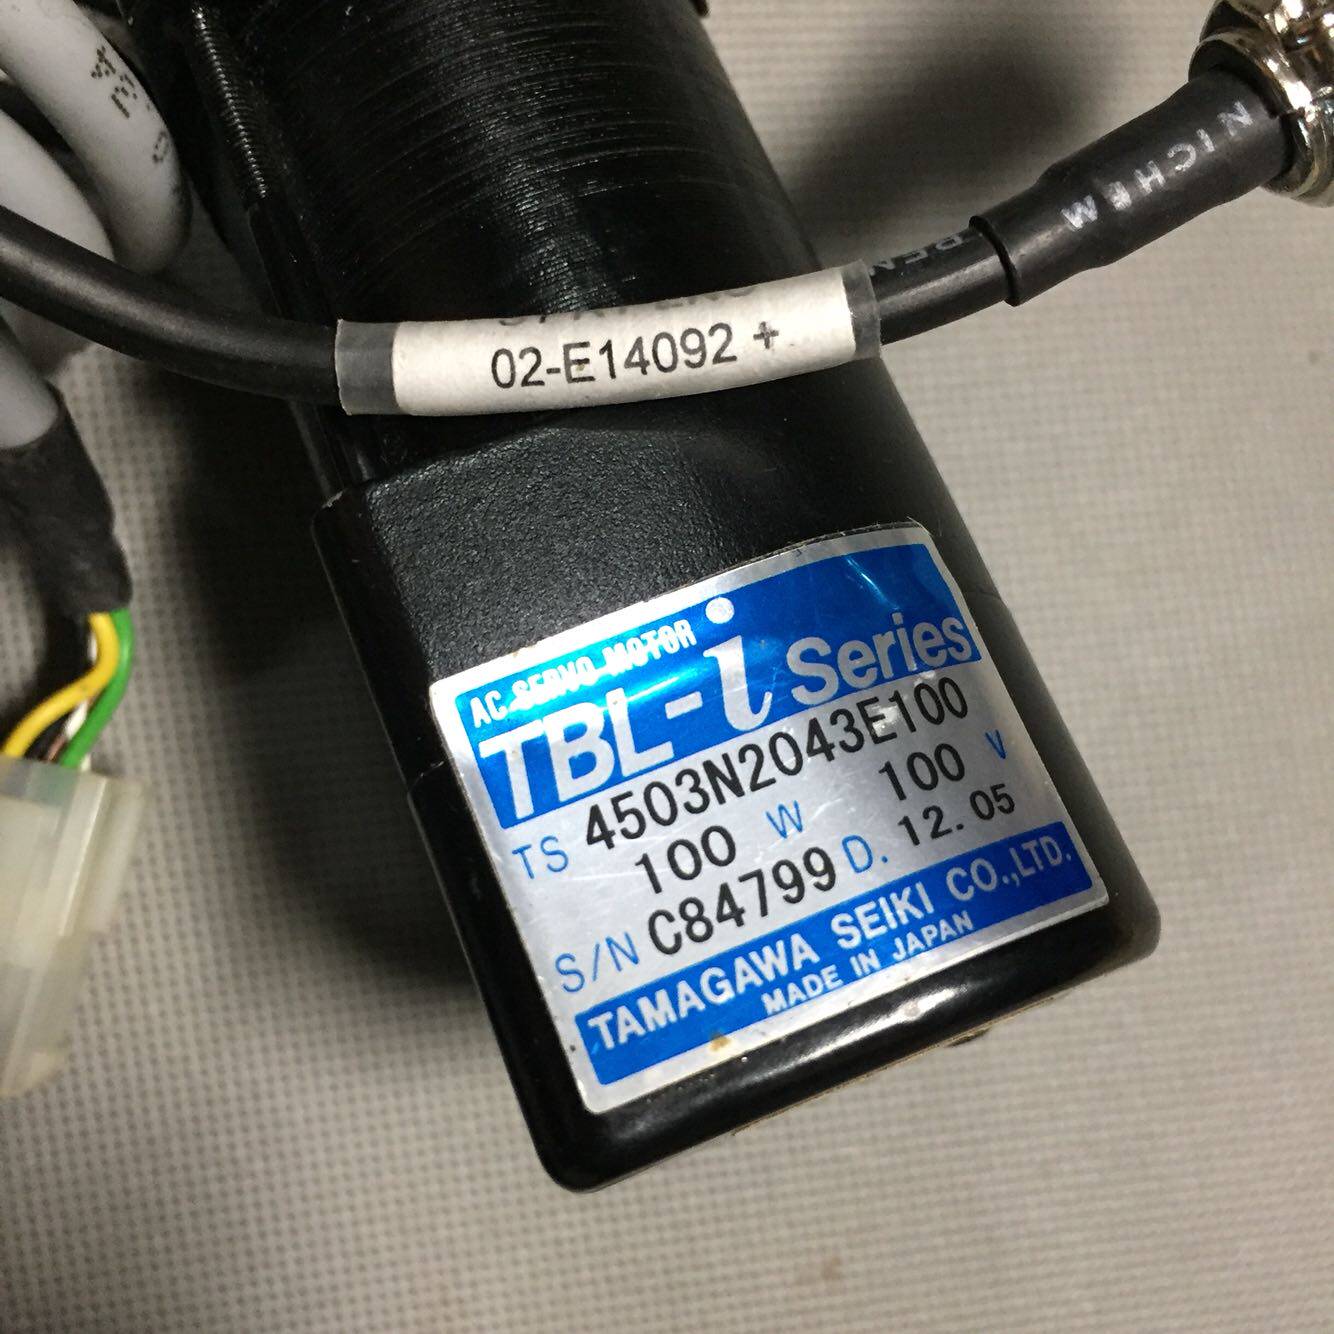 NICHEM
02-E14092 +
AC SERVO MOTOR
TBL-i Series
TS 4503N2043E100
100 W 100 V
S/N C84799 D. 12. 05
TAMAGAWA SEIKI CO.,LTD.
MADE IN JAPAN